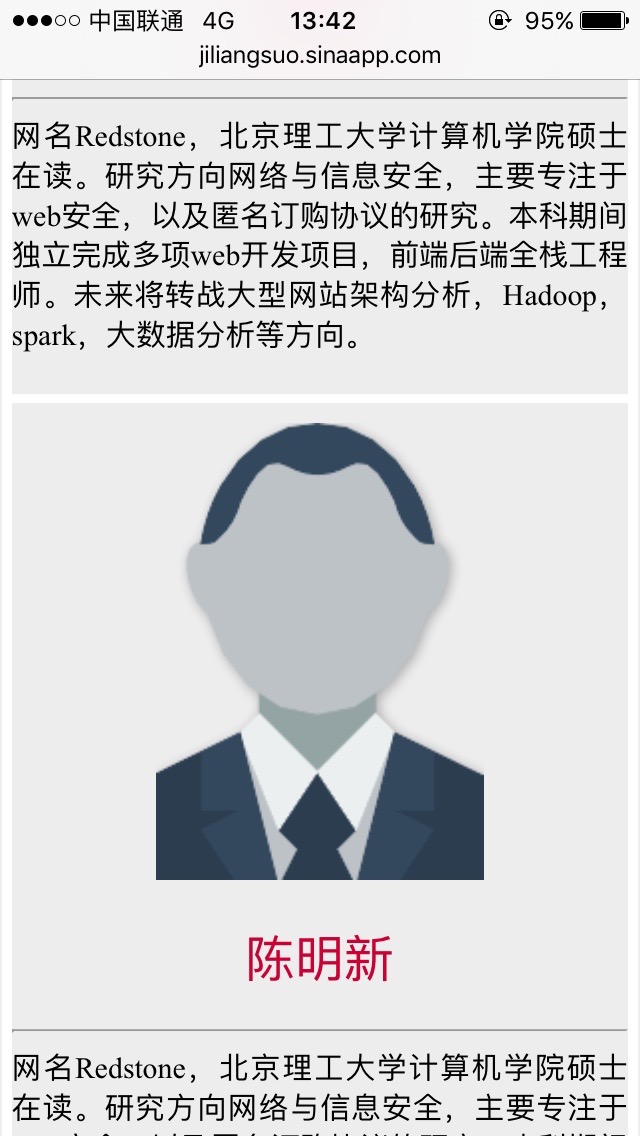 中国联通 4G 13:42 95%
jiliangsuo.sinaapp.com
网名Redstone，北京理工大学计算机学院硕士
在读。研究方向网络与信息安全，主要专注于
web安全，以及匿名订购协议的研究。本科期间
独立完成多项web开发项目，前端后端全栈工程
师。未来将转战大型网站架构分析，Hadoop，
spark，大数据分析等方向。
陈明新
网名Redstone，北京理工大学计算机学院硕士
在读。研究方向网络与信息安全，主要专注于